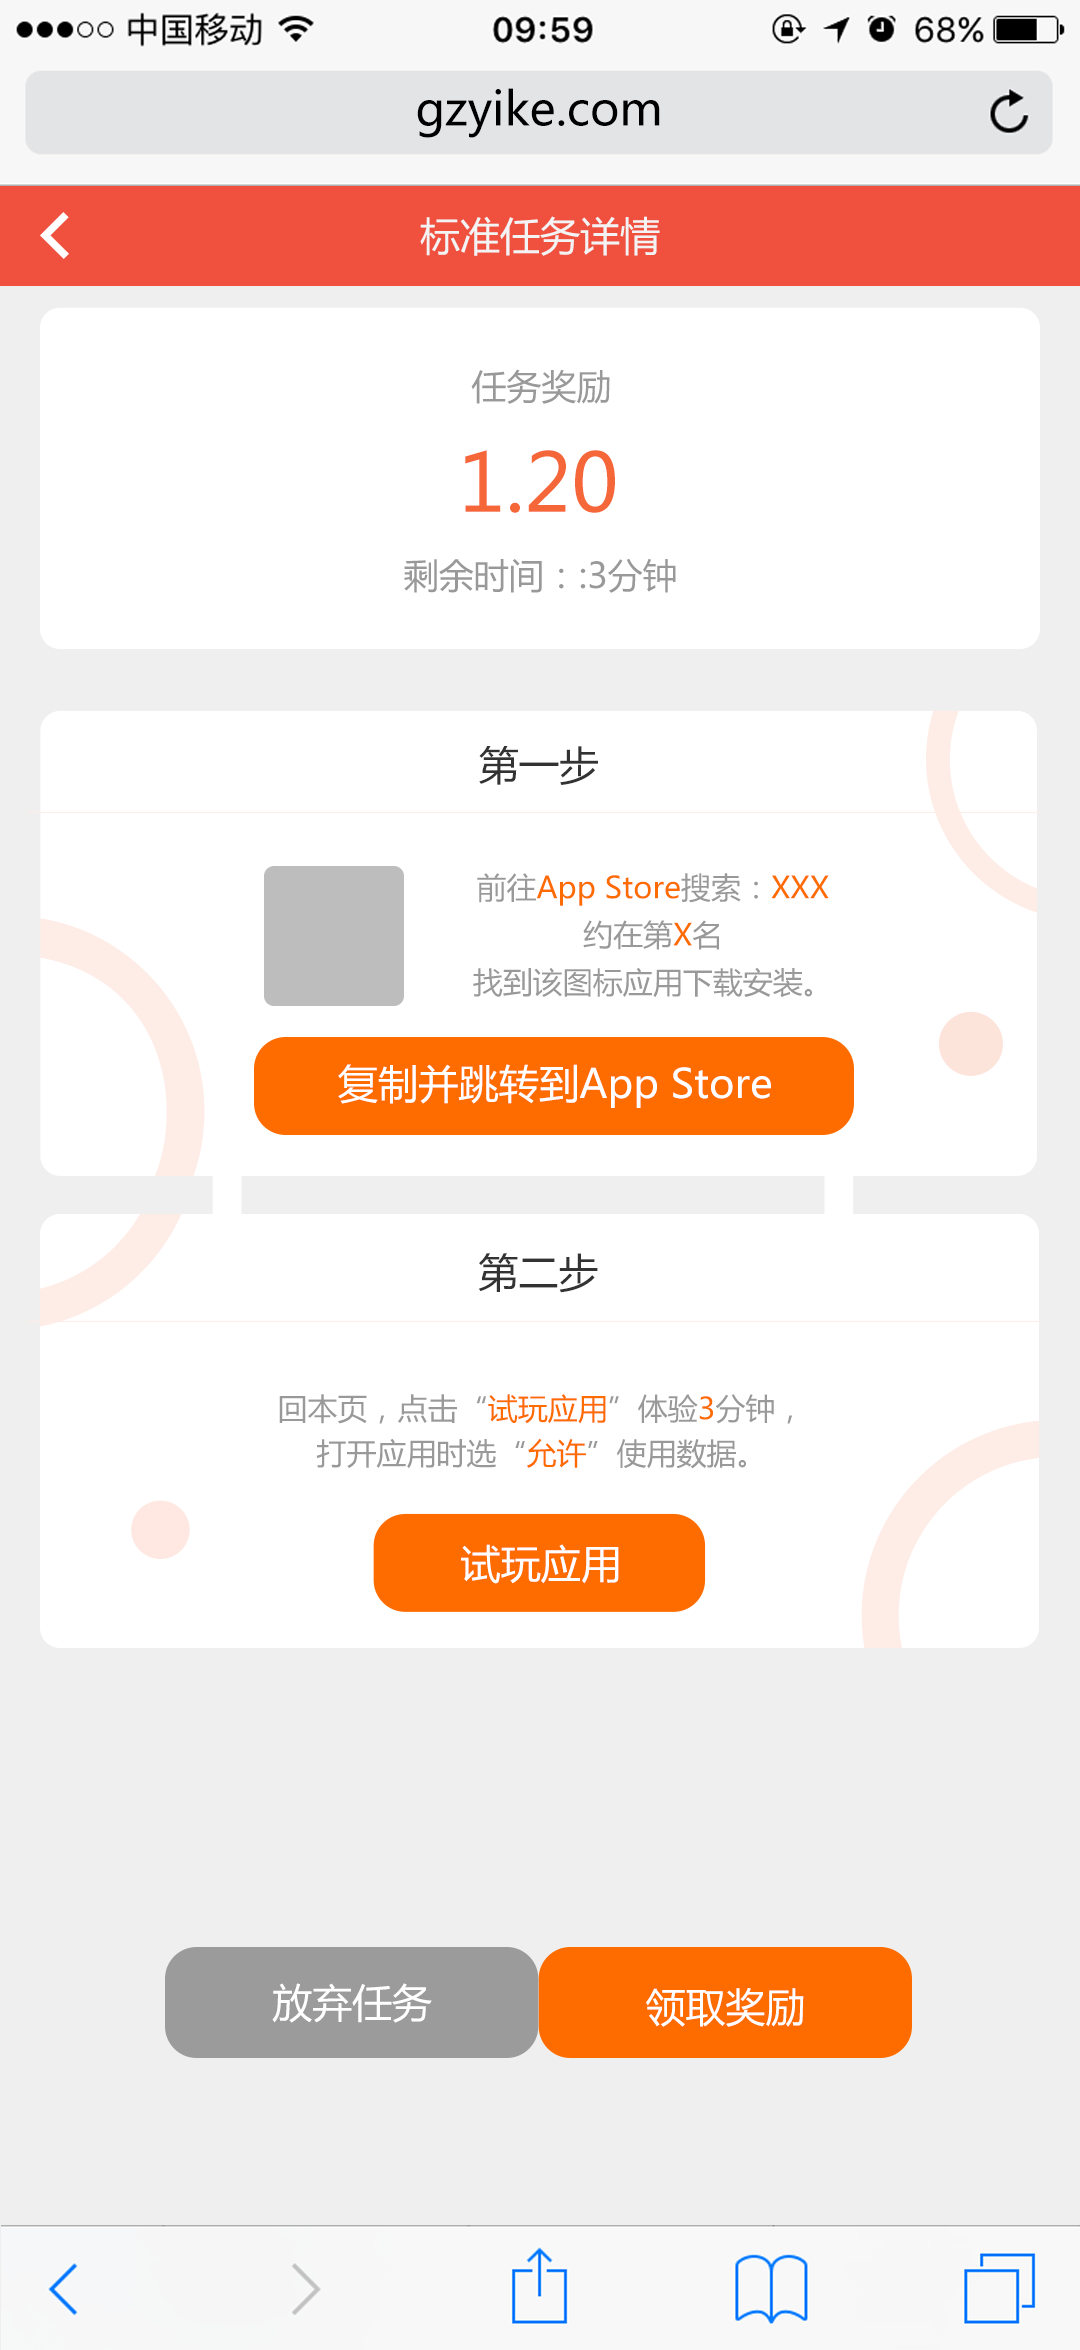 中国移动
09:59
68%
gzyike.com
标准任务详情
任务奖励
1.20
剩余时间：:3分钟
第一步
前往App Store搜索：XXX
约在第X名
找到该图标应用下载安装。
复制并跳转到App Store
第二步
回本页，点击“试玩应用”体验3分钟，
打开应用时选“允许”使用数据。
试玩应用
放弃任务
领取奖励